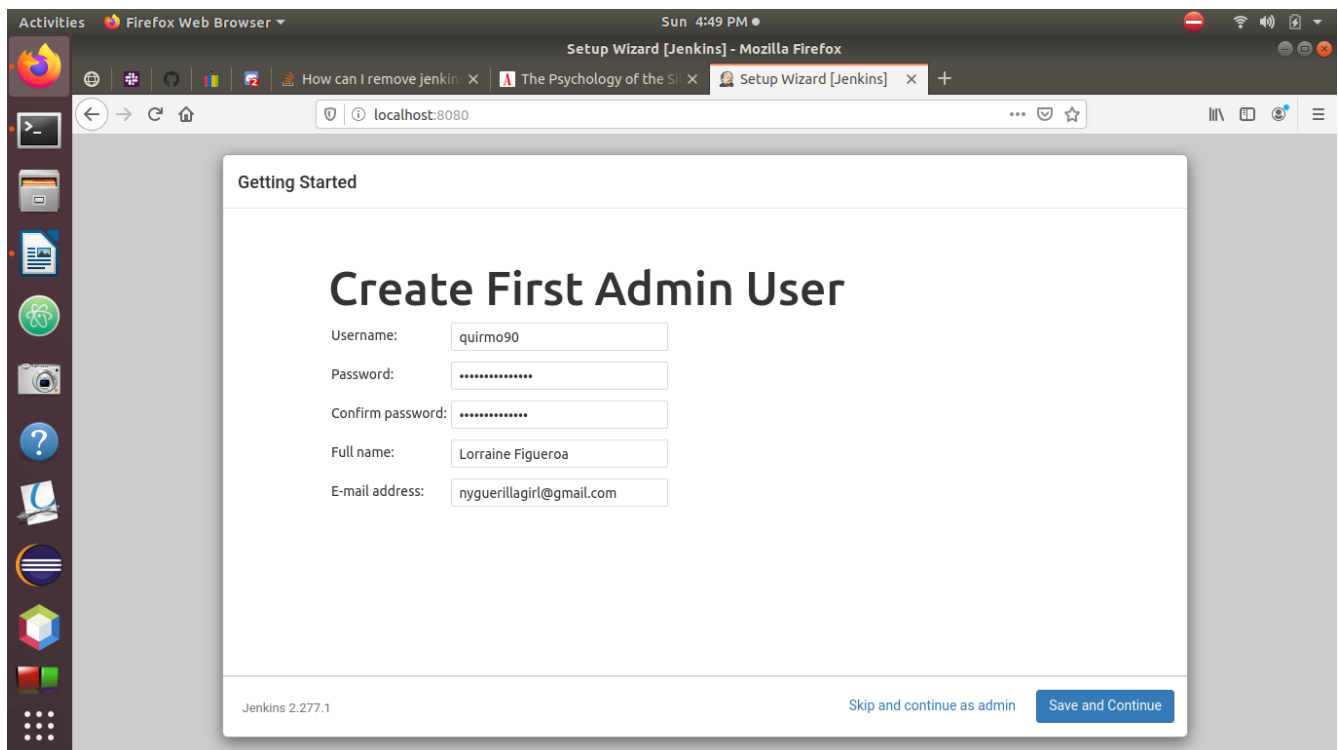 Activities Firefox Web Browser Sun 4:49 PM
Setup Wizard [Jenkins] - Mozilla Firefox
How can I remove jenkin The Psychology of the Si Setup Wizard [Jenkins]
localhost:8080
Getting Started
Create First Admin User
Username: quirmo90
Password: •••••••••••••••
Confirm password: ••••••••••••••
Full name: Lorraine Figueroa
E-mail address: nyguerillagirl@gmail.com
Jenkins 2.277.1 Skip and continue as admin Save and Continue